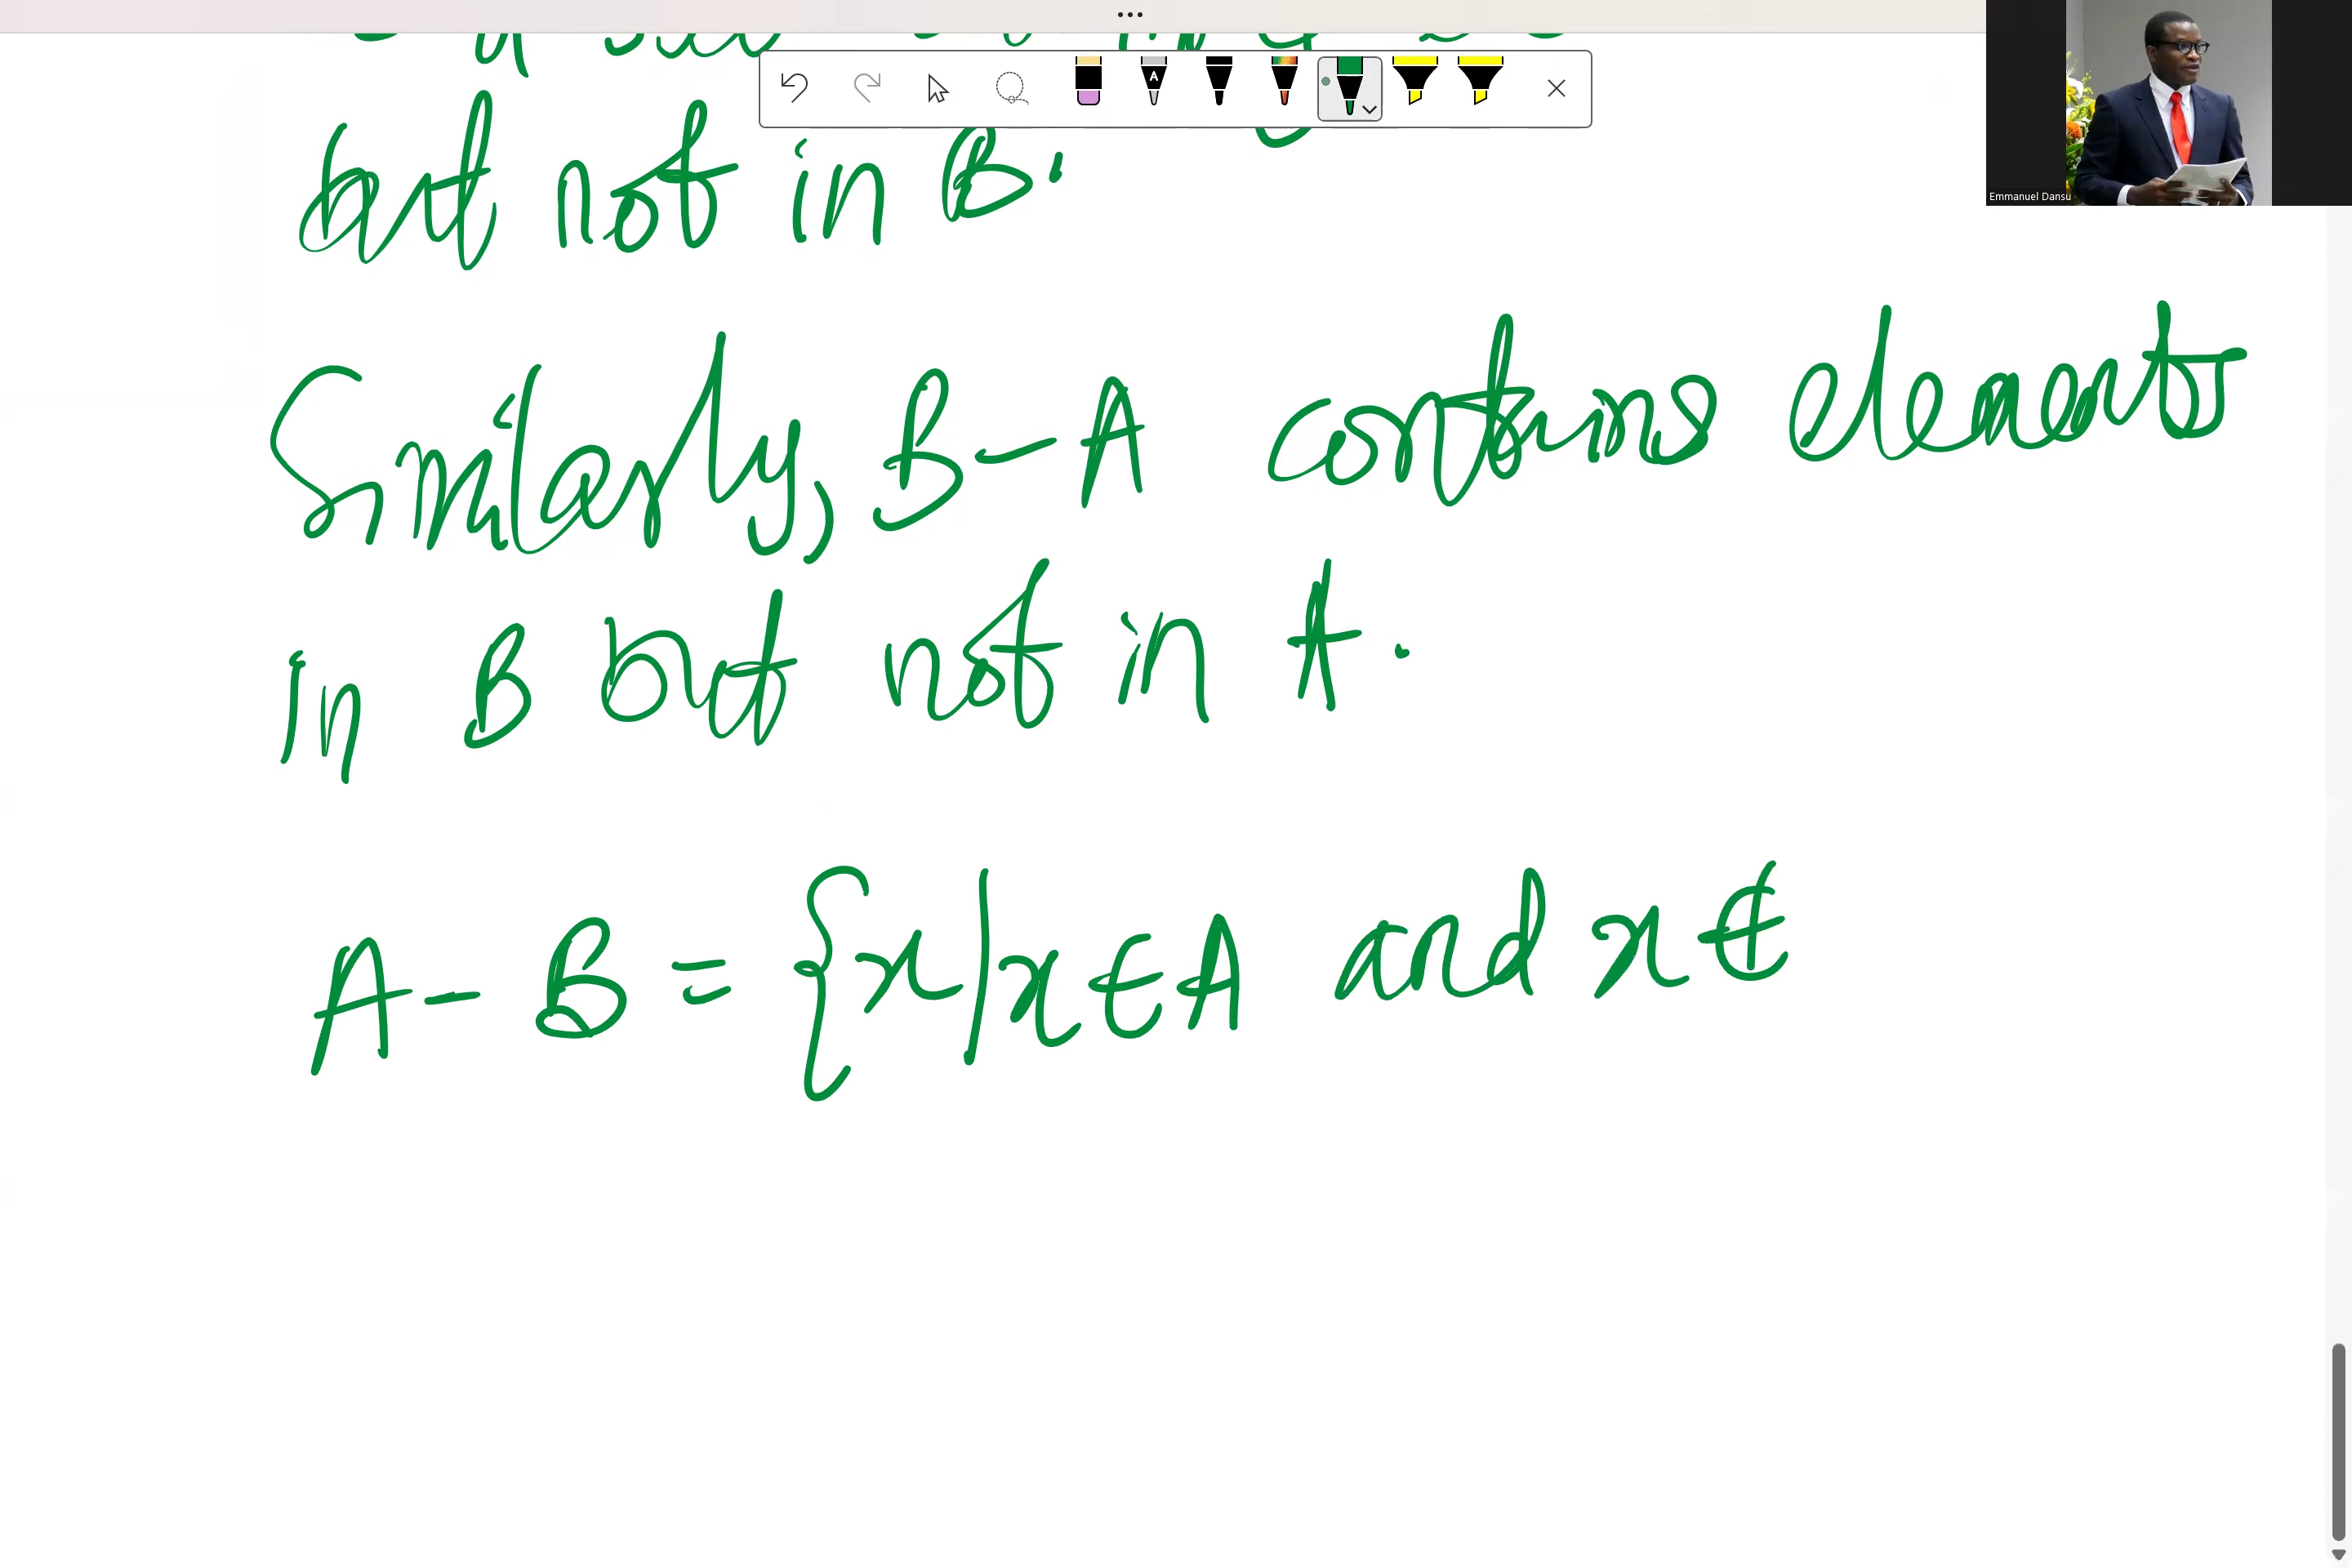 but not in B.
A
Emmanuel Dansu
Similarly, B-A contains elements
in B but not in A.
A - B = {x | x ∈ A and x ∉